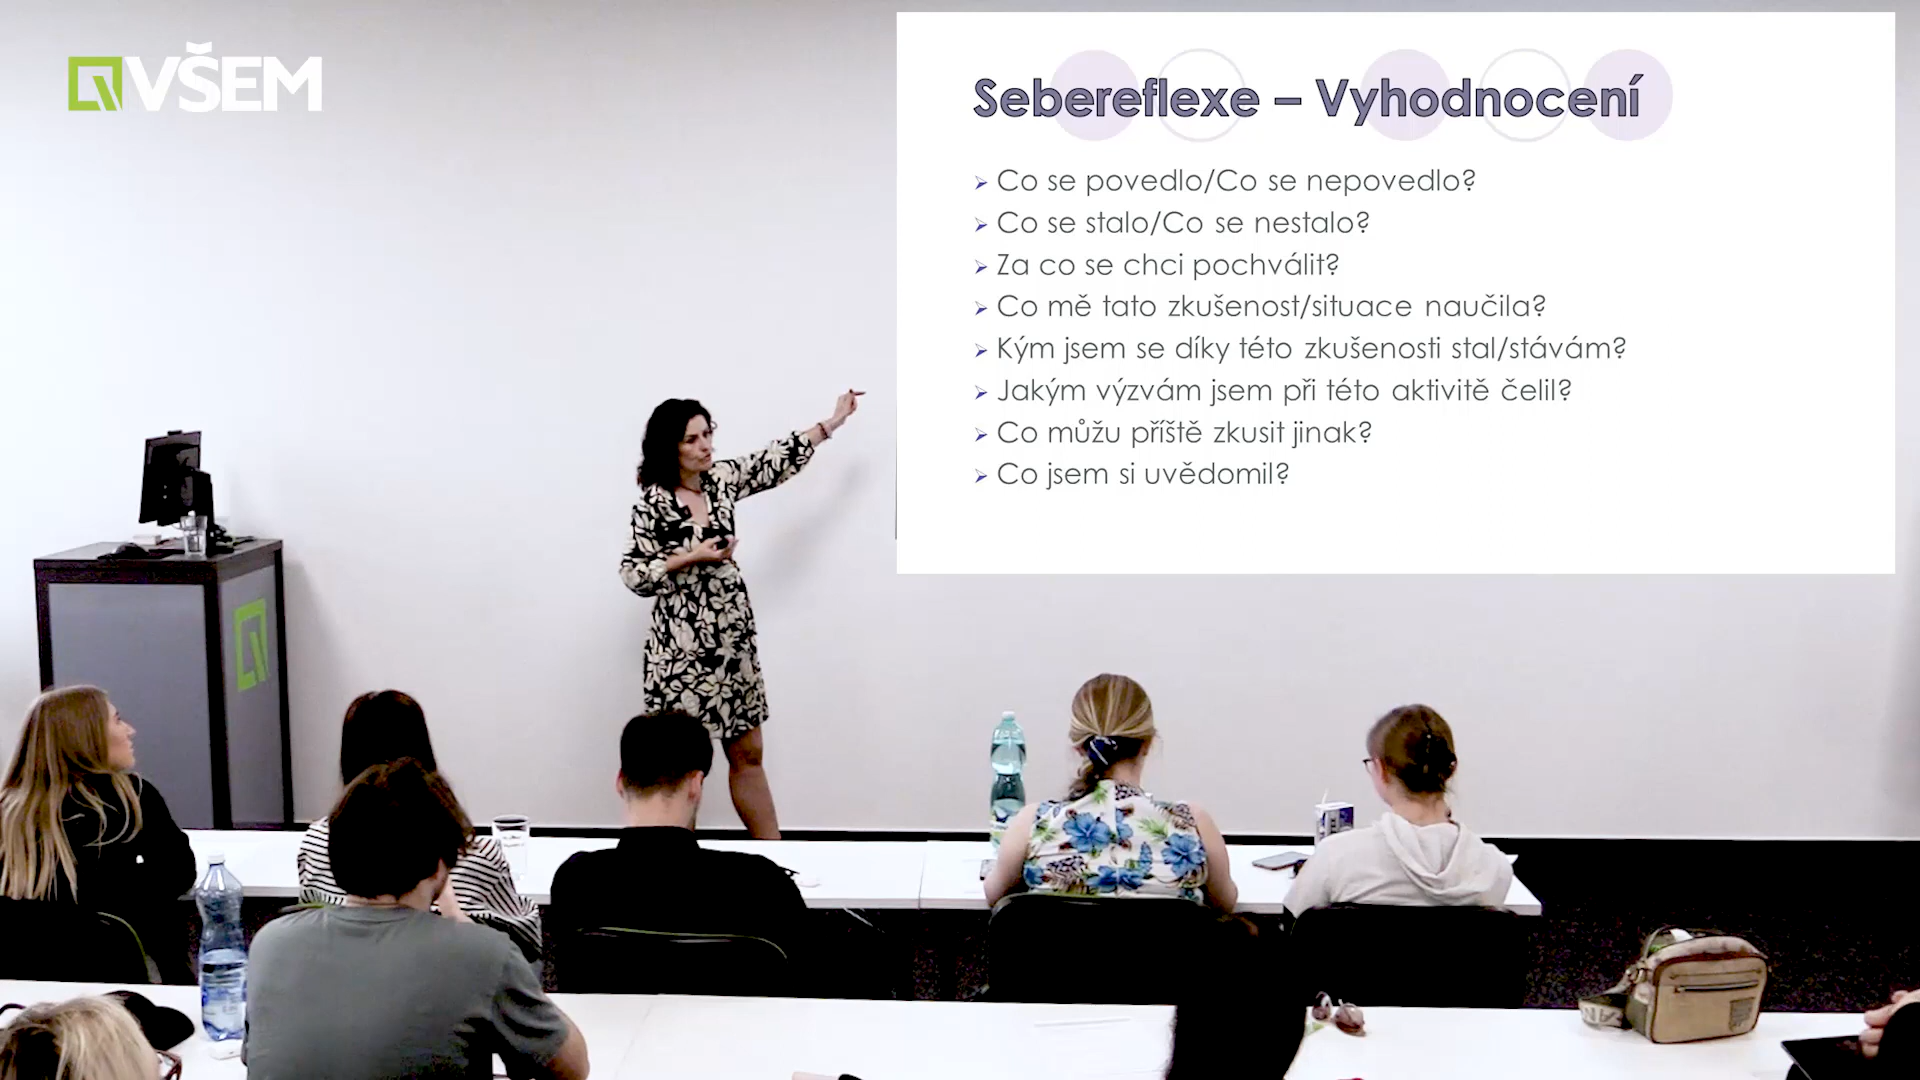 VŠEM
Sebereflexe – Vyhodnocení
Co se povedlo/Co se nepovedlo?
Co se stalo/Co se nestalo?
Za co se chci pochválit?
Co mě tato zkušenost/situace naučila?
Kým jsem se díky této zkušenosti stal/stávám?
Jakým výzvám jsem při této aktivitě čelil?
Co můžu příště zkusit jinak?
Co jsem si uvědomil?